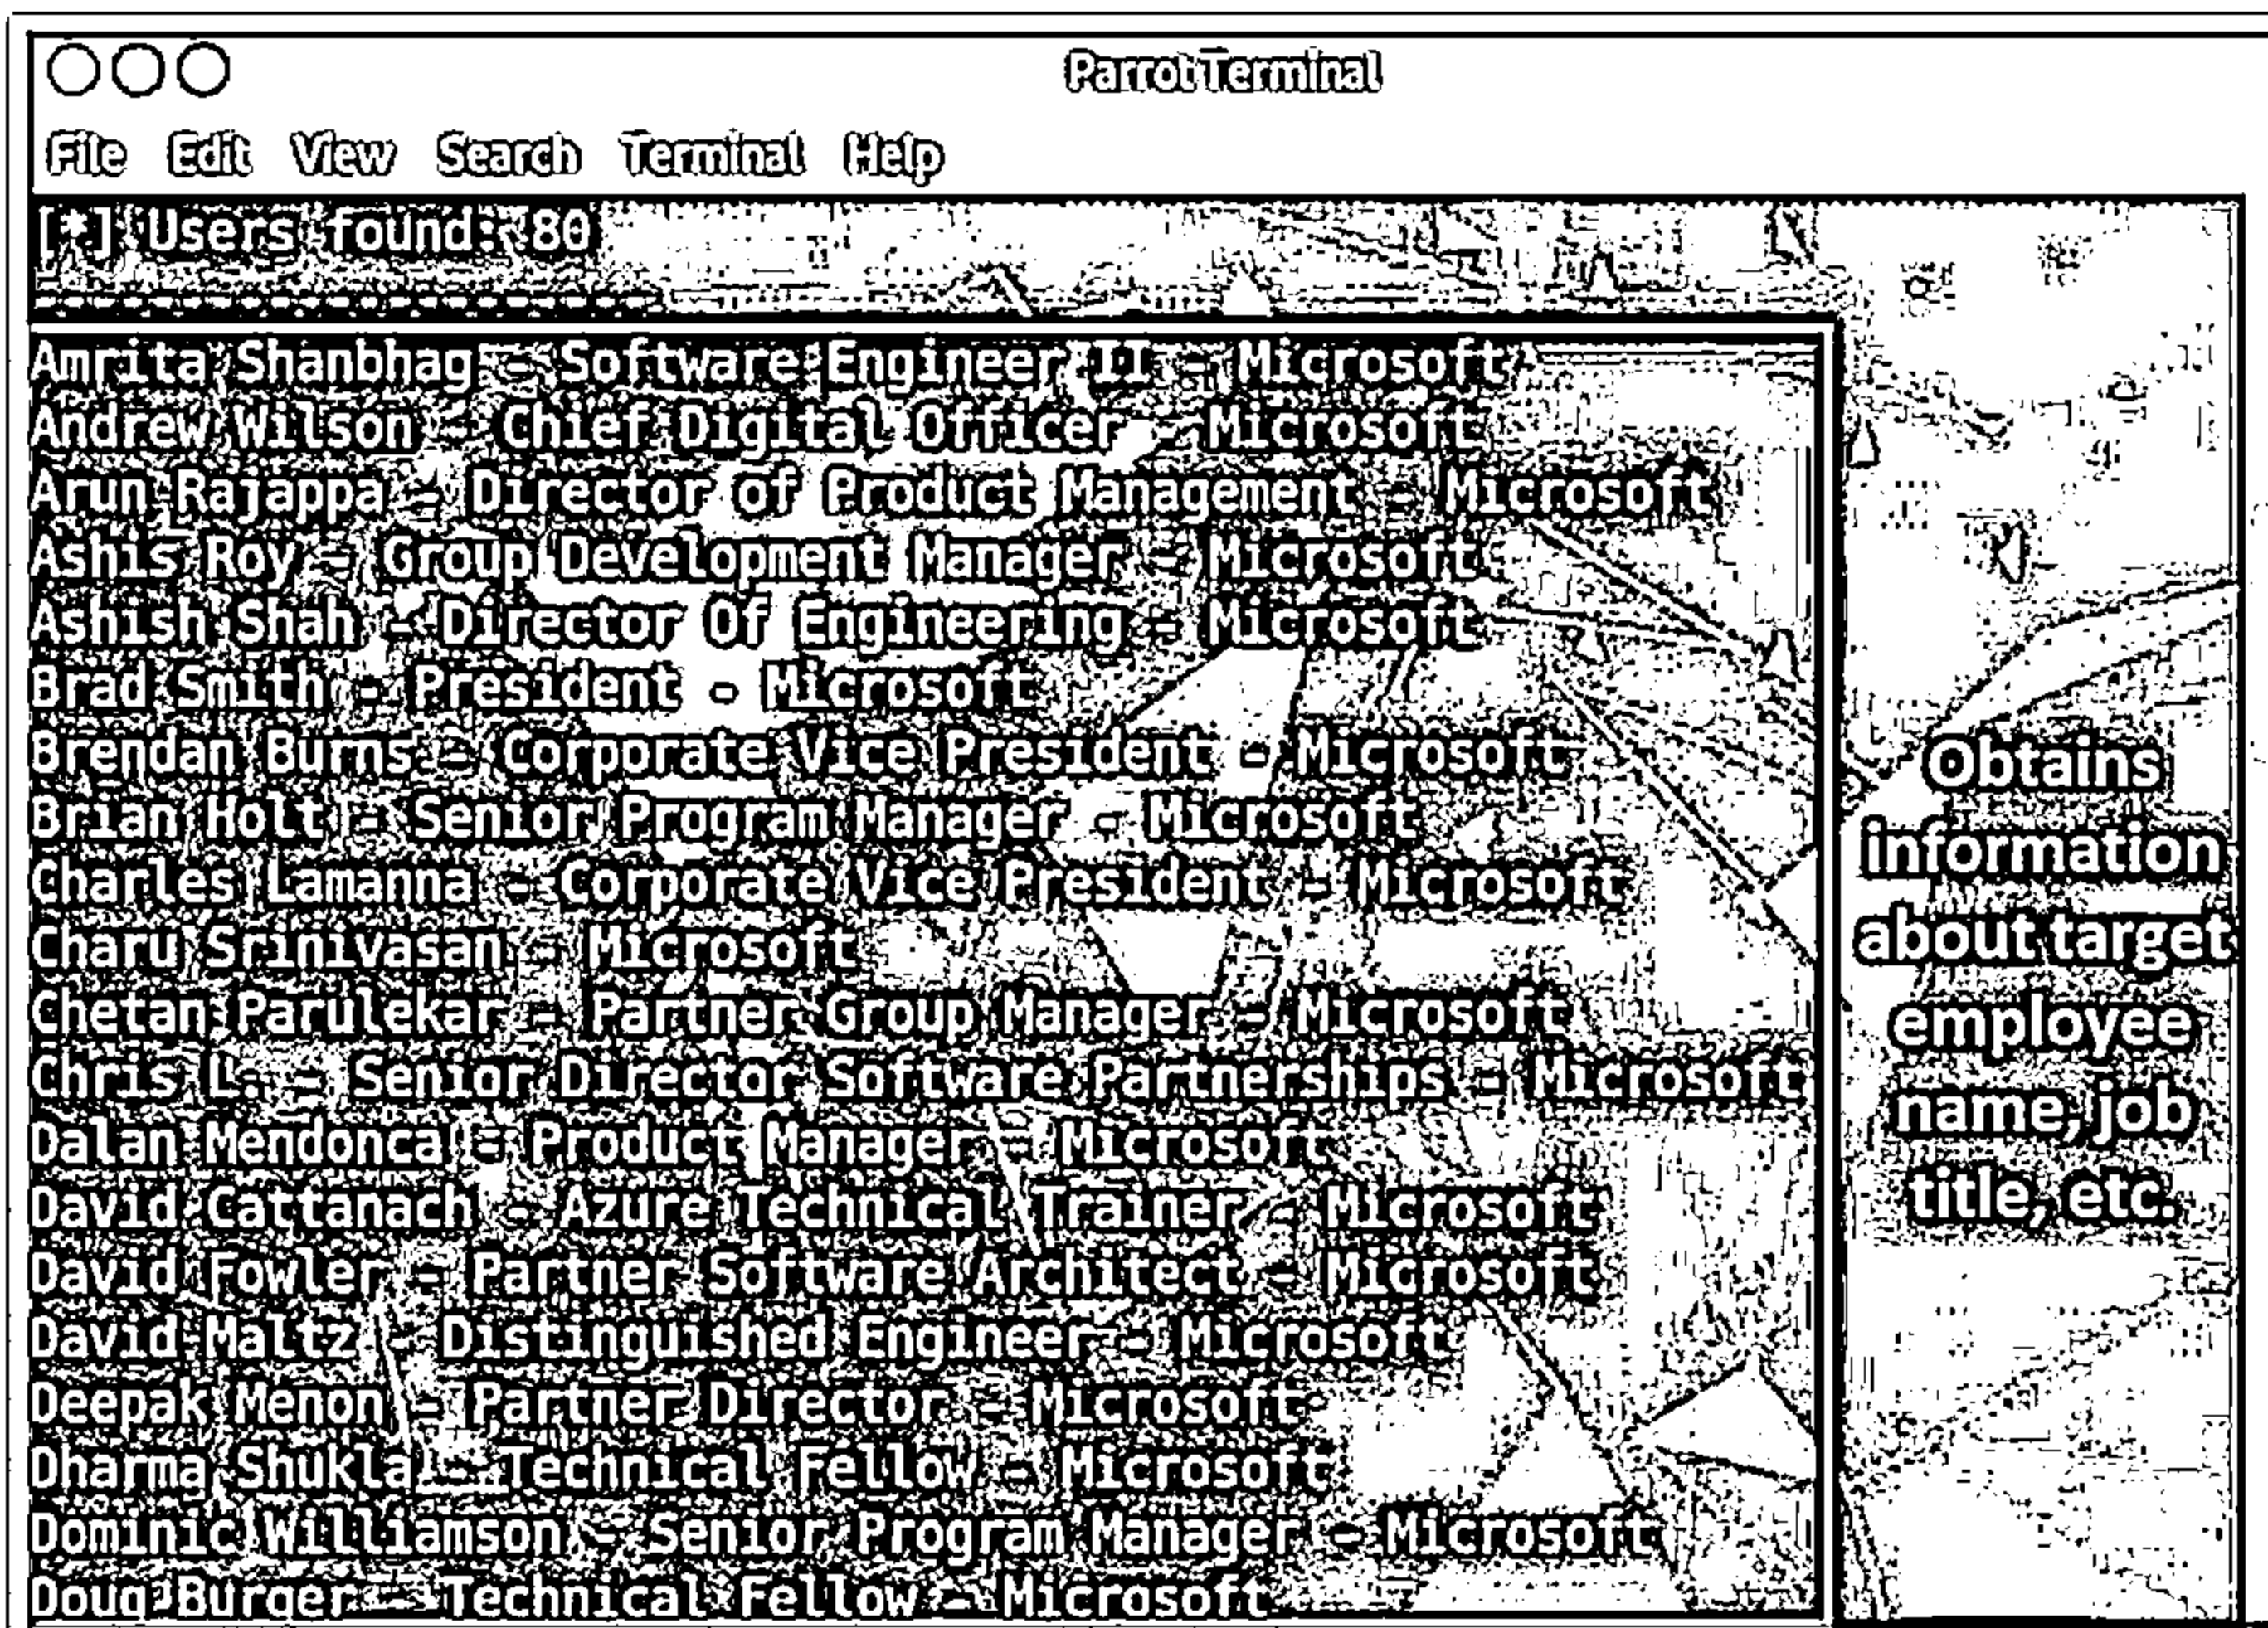 Parrot Terminal
File Edit View Search Terminal Help
[*] Users found: 80
---------------------
Amrita Shanbhag - Software Engineer II - Microsoft
Andrew Wilson - Chief Digital Officer - Microsoft
Arun Rajappa - Director of Product Management - Microsoft
Ashis Roy - Group Development Manager - Microsoft
Ashish Shah - Director Of Engineering - Microsoft
Brad Smith - President - Microsoft
Brendan Burns - Corporate Vice President - Microsoft
Brian Holt - Senior Program Manager - Microsoft
Charles Lamanna - Corporate Vice President - Microsoft
Charu Srinivasan - Microsoft
Chetan Parulekar - Partner Group Manager - Microsoft
Chris L. - Senior Director Software Partnerships - Microsoft
Dalan Mendonca - Product Manager - Microsoft
David Cattanach - Azure Technical Trainer - Microsoft
David Fowler - Partner Software Architect - Microsoft
David Maltz - Distinguished Engineer - Microsoft
Deepak Menon - Partner Director - Microsoft
Dharma Shukla - Technical Fellow - Microsoft
Dominic Williamson - Senior Program Manager - Microsoft
Doug Burger - Technical Fellow - Microsoft
Obtains
information
about target
employee
name, job
title, etc.